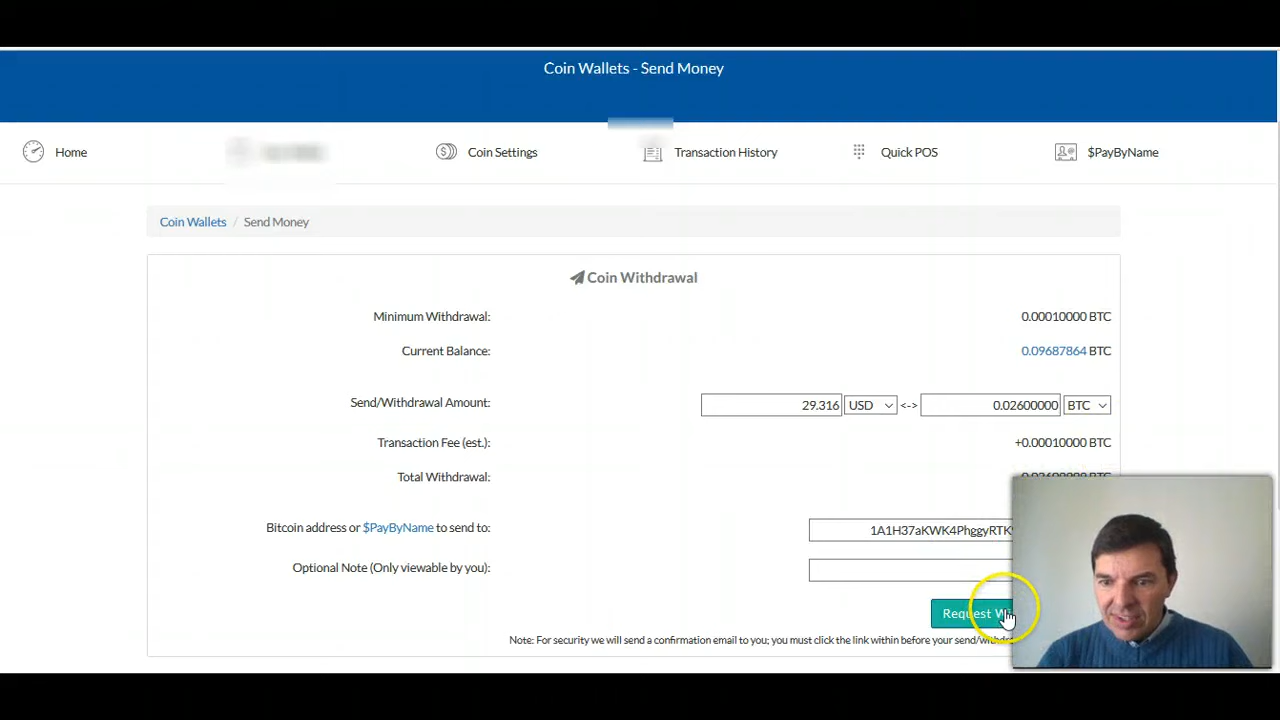 Coin Wallets - Send Money
Home
Coin Settings
Transaction History
Quick POS
$PayByName
Coin Wallets / Send Money
Coin Withdrawal
Minimum Withdrawal: 0.00010000 BTC
Current Balance: 0.09687864 BTC
Send/Withdrawal Amount: 29.316 USD <-> 0.02600000 BTC
Transaction Fee (est.): +0.00010000 BTC
Total Withdrawal:
Bitcoin address or $PayByName to send to:
Optional Note (Only viewable by you):
Request
Note: For security we will send a confirmation email to you; you must click the link within before your